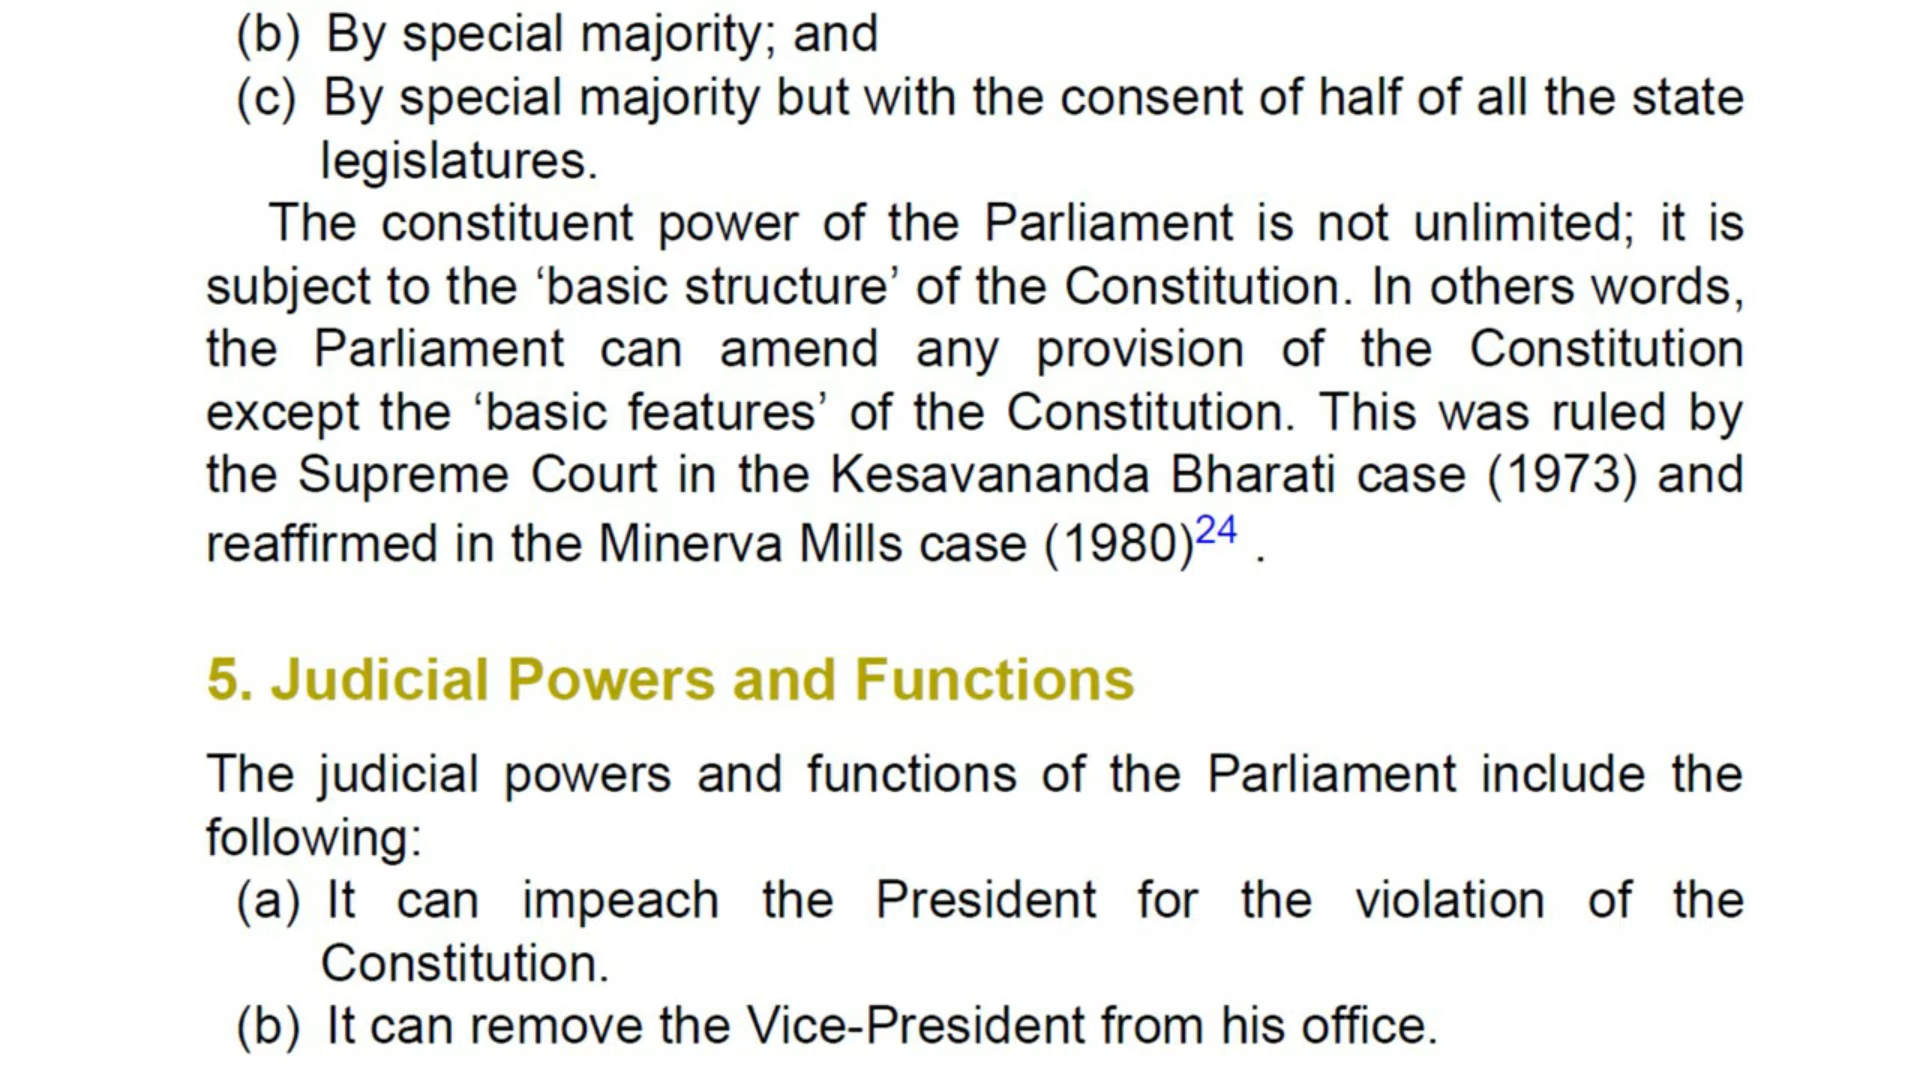 (b) By special majority; and
(c) By special majority but with the consent of half of all the state
legislatures.
The constituent power of the Parliament is not unlimited; it is
subject to the ‘basic structure’ of the Constitution. In others words,
the Parliament can amend any provision of the Constitution
except the ‘basic features’ of the Constitution. This was ruled by
the Supreme Court in the Kesavananda Bharati case (1973) and
reaffirmed in the Minerva Mills case (1980)24 .
5. Judicial Powers and Functions
The judicial powers and functions of the Parliament include the
following:
(a) It can impeach the President for the violation of the
Constitution.
(b) It can remove the Vice-President from his office.